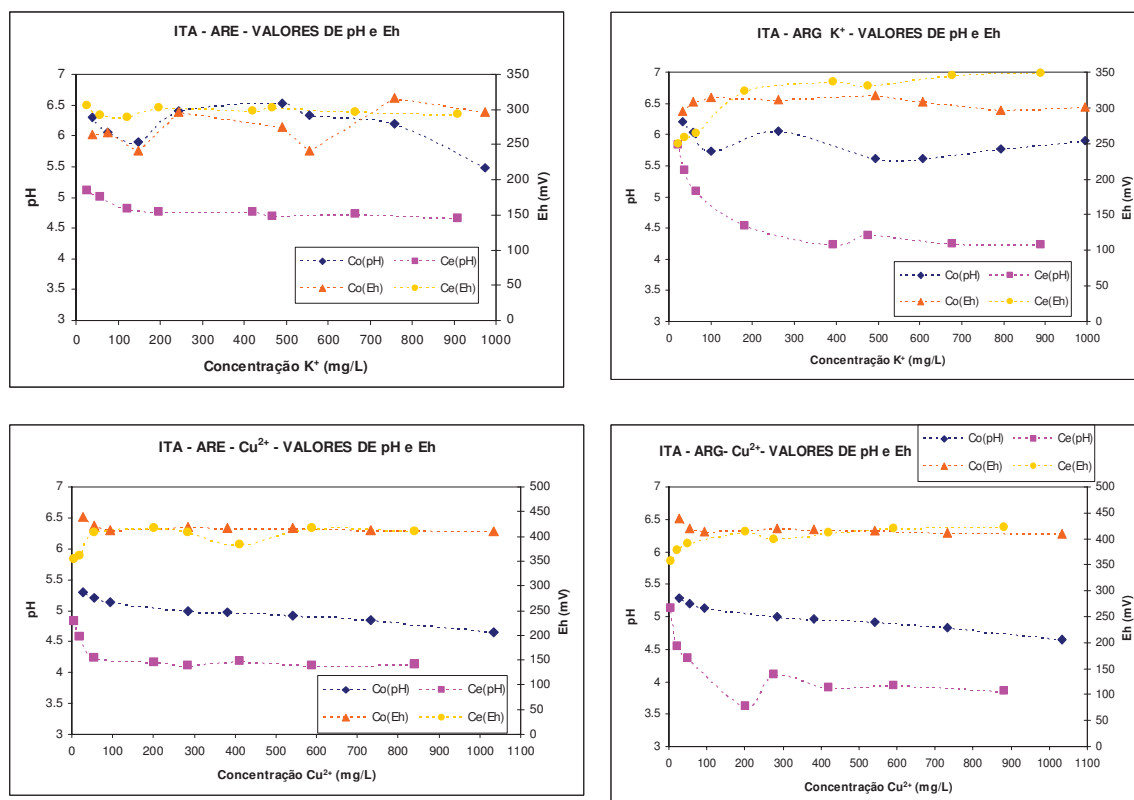 ITA - ARE - VALORES DE pH e Eh
7
6.5
6
5.5
5
4.5
4
3.5
3
pH
350
300
250
200
150
100
50
0
Eh (mV)
0 100 200 300 400 500 600 700 800 900 1000
Concentração K⁺ (mg/L)
Co(pH) Ce(pH)
Co(Eh) Ce(Eh)
ITA - ARG K⁺ - VALORES DE pH e Eh
7
6.5
6
5.5
5
4.5
4
3.5
3
pH
350
300
250
200
150
100
50
0
Eh (mV)
0 100 200 300 400 500 600 700 800 900 1000
Concentração K⁺ (mg/L)
Co(pH) Ce(pH)
Co(Eh) Ce(Eh)
ITA - ARE - Cu²⁺ - VALORES DE pH e Eh
7
6.5
6
5.5
5
4.5
4
3.5
3
pH
500
450
400
350
300
250
200
150
100
50
0
Eh (mV)
0 100 200 300 400 500 600 700 800 900 1000 1100
Concentração Cu²⁺ (mg/L)
Co(pH) Ce(pH)
Co(Eh) Ce(Eh)
ITA - ARG- Cu²⁺- VALORES DE pH e Eh
Co(pH) Ce(pH)
Co(Eh) Ce(Eh)
7
6.5
6
5.5
5
4.5
4
3.5
3
pH
500
450
400
350
300
250
200
150
100
50
0
Eh (mV)
0 100 200 300 400 500 600 700 800 900 1000 1100
Concentração Cu²⁺ (mg/L)